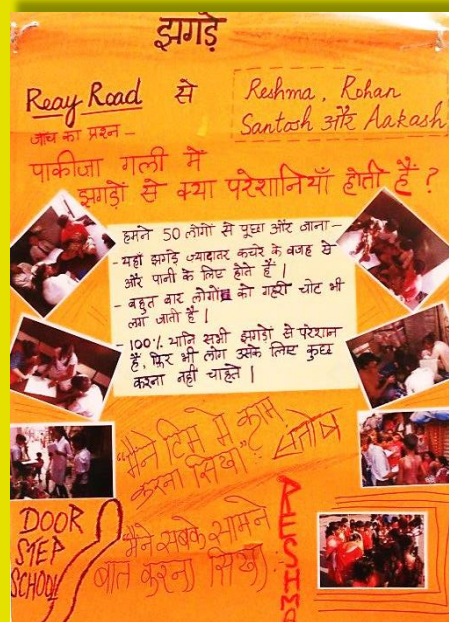 झगड़े
Reay Road से
Reshma, Rohan
Santosh और Aakash
जाच का प्रश्न –
पाकीजा गली में
झगड़ों से क्या परेशानियाँ होती हैं ?
हमने 50 लोगों से पूछा और जाना –
- यहाँ झगड़े ज्यादातर कचरे के वजह से
और पानी के लिए होते हैं |
- बहुत बार लोगों को गहरी चोट भी
लग जाती है |
- 100% यानि सभी झगड़ों से परेशान
हैं, फिर भी लोग उसके लिए कुछ
करना नही चाहते |
"मैने टिम मे काम
करना सिखा"
संतोष
"मैने सबके सामने
बात करना सिखा"
RESHMA
DOOR
STEP
SCHOOL